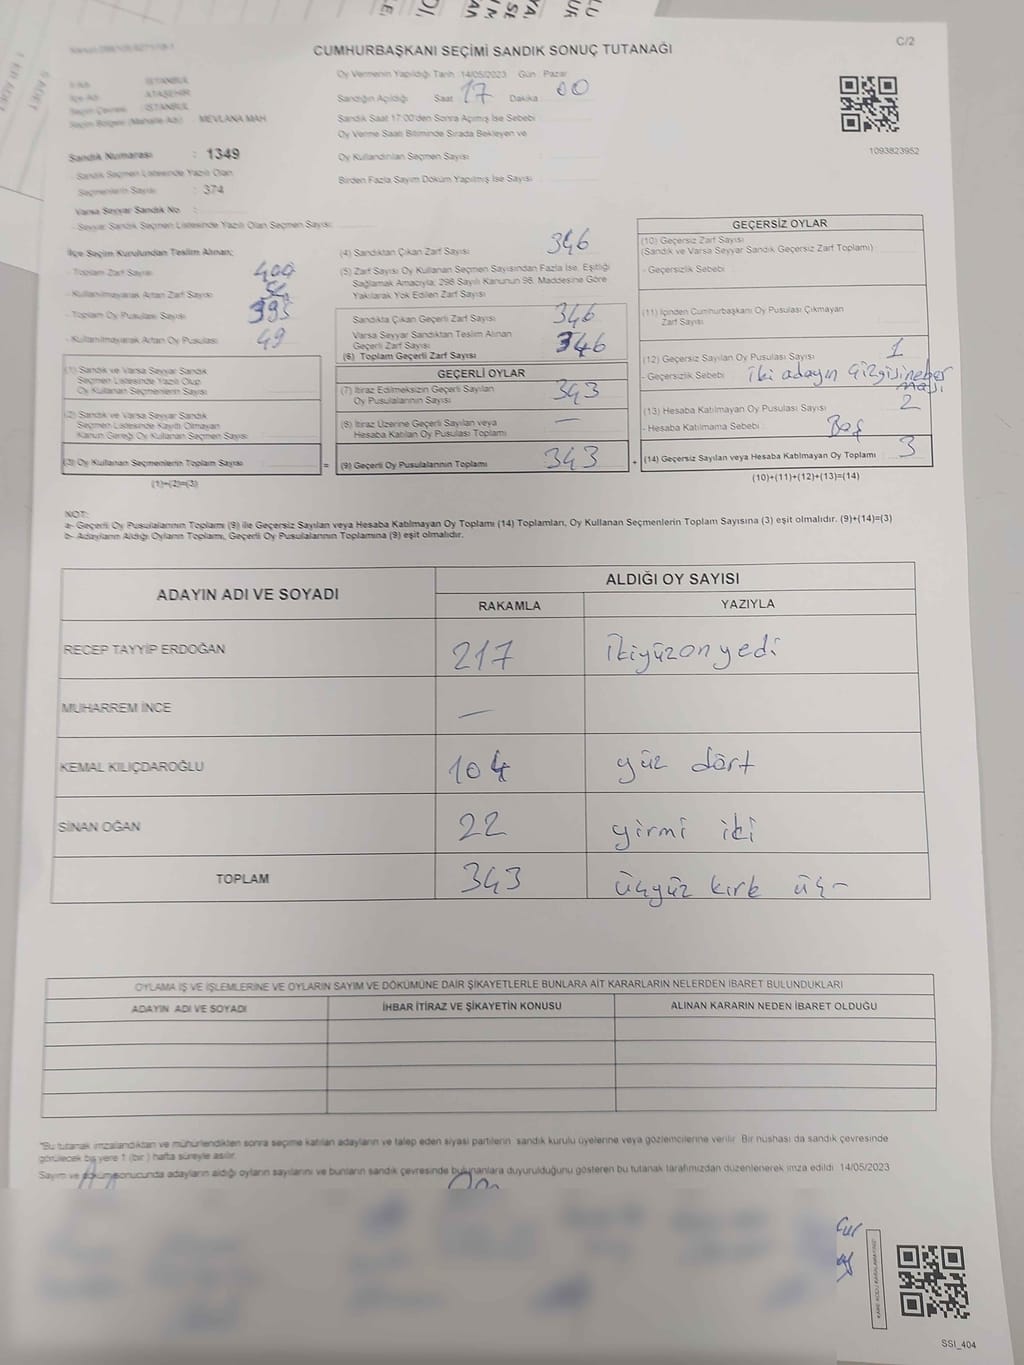 C/2
CUMHURBAŞKANI SEÇİMİ SANDIK SONUÇ TUTANAĞI
İSTANBUL
İlçe Adı ATAŞEHİR
Seçim Çevresi İSTANBUL
Seçim Bölgesi (Mahalle Adı) MEVLANA MAH
Sandık Numarası : 1349
Sandık Seçmen Listesinde Yazılı Olan
Seçmenlerin Sayısı : 374
Varsa Seyyar Sandık No :
- Seyyar Sandık Seçmen Listesinde Yazılı Olan Seçmen Sayısı:
Oy Vermenin Yapıldığı Tarih :14/05/2023 Gün : Pazar
Sandığın Açıldığı Saat 17 Dakika 00
Sandık Saat 17:00'den Sonra Açımış İse Sebebi
Oy Verme Saati Bitiminde Sırada Bekleyen ve
Oy Kullandırılan Seçmen Sayısı :
Birden Fazla Sayım Döküm Yapılmış İse Sayısı :
1093823952
İlçe Seçim Kurulundan Teslim Alınan;
- Toplam Zarf Sayısı 400
- Kullanılmayarak Artan Zarf Sayısı 54
- Toplam Oy Pusulası Sayısı 395
- Kullanılmayarak Artan Oy Pusulası 49
(1) Sandık ve Varsa Seyyar Sandık
Seçmen Listesinde Yazılı Olup
Oy Kullanan Seçmenlerin Sayısı :
(2) Sandık ve Varsa Seyyar Sandık
Seçmen Listesinde Kayıtlı Olmayan
Kanun Gereği Oy Kullanan Seçmen Sayısı :
(3) Oy Kullanan Seçmenlerin Toplam Sayısı :
(1)+(2)=(3)
(4) Sandıktan Çıkan Zarf Sayısı 346
(5) Zarf Sayısı Oy Kullanan Seçmen Sayısından Fazla İse, Eşitliği
Sağlamak Amacıyla; 298 Sayılı Kanunun 98. Maddesine Göre
Yakılarak Yok Edilen Zarf Sayısı
Sandıkta Çıkan Geçerli Zarf Sayısı 346
Varsa Seyyar Sandıktan Teslim Alınan
Geçerli Zarf Sayısı
(6) Toplam Geçerli Zarf Sayısı 346
GEÇERLİ OYLAR
(7) İtiraz Edilmeksizin Geçerli Sayılan
Oy Pusulalarının Sayısı 343
(8) İtiraz Üzerine Geçerli Sayılan veya
Hesaba Katılan Oy Pusulası Toplamı —
= (9) Geçerli Oy Pusulalarının Toplamı 343 +
GEÇERSİZ OYLAR
(10) Geçersiz Zarf Sayısı
(Sandık ve Varsa Seyyar Sandık Geçersiz Zarf Toplamı) :
- Geçersizlik Sebebi :
(11) İçinden Cumhurbaşkanı Oy Pusulası Çıkmayan
Zarf Sayısı :
(12) Geçersiz Sayılan Oy Pusulası Sayısı : 1
- Geçersizlik Sebebi : iki adayın çizgisine
(13) Hesaba Katılmayan Oy Pusulası Sayısı : 2
- Hesaba Katılmama Sebebi : Boş
(14) Geçersiz Sayılan veya Hesaba Katılmayan Oy Toplamı : 3
(10)+(11)+(12)+(13)=(14)
NOT:
a- Geçerli Oy Pusulalarının Toplamı (9) ile Geçersiz Sayılan veya Hesaba Katılmayan Oy Toplamı (14) Toplamları, Oy Kullanan Seçmenlerin Toplam Sayısına (3) eşit olmalıdır. (9)+(14)=(3)
b- Adayların Aldığı Oyların Toplamı, Geçerli Oy Pusulalarının Toplamına (9) eşit olmalıdır.
ADAYIN ADI VE SOYADI
ALDIĞI OY SAYISI
RAKAMLA YAZIYLA
RECEP TAYYİP ERDOĞAN 217 ikiyüzonyedi
MUHARREM İNCE —
KEMAL KILIÇDAROĞLU 104 yüz dört
SİNAN OĞAN 22 yirmi iki
TOPLAM 343 üçyüz kırk üç-
OYLAMA İŞ VE İŞLEMLERİNE VE OYLARIN SAYIM VE DÖKÜMÜNE DAİR ŞİKAYETLERLE BUNLARA AİT KARARLARIN NELERDEN İBARET BULUNDUKLARI
ADAYIN ADI VE SOYADI İHBAR İTİRAZ VE ŞİKAYETİN KONUSU ALINAN KARARIN NEDEN İBARET OLDUĞU
"Bu tutanak imzalandıktan ve mühürlendikten sonra seçime katılan adayların ve talep eden siyasi partilerin sandık kurulu üyelerine veya gözlemcilerine verilir. Bir nüshası da sandık çevresinde
görülecek bir yere 1 (bir) hafta süreyle asılır.
Sayım ve döküm sonucunda adayların aldığı oyların sayılarını ve bunların sandık çevresinde bulunanlara duyurulduğunu gösteren bu tutanak tarafımızdan düzenlenerek imza edildi 14/05/2023
SSI_404